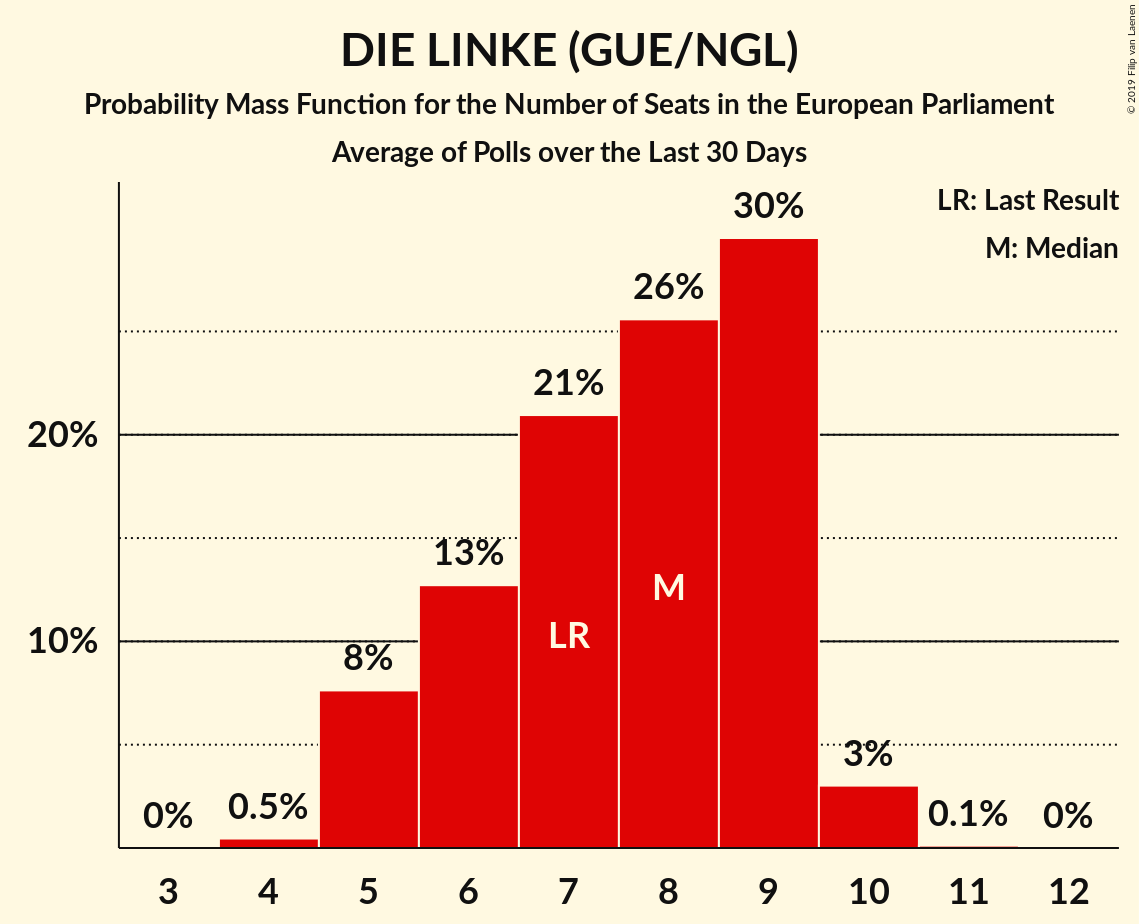 DIE LINKE (GUE/NGL)
Probability Mass Function for the Number of Seats in the European Parliament
Average of Polls over the Last 30 Days
© 2019 Filip van Laenen
LR: Last Result
M: Median
30%
26%
21%
20%
13%
M
LR
10%
8%
3%
0%
0.5%
0.1%
0%
3 4 5 6 7 8 9 10 11 12